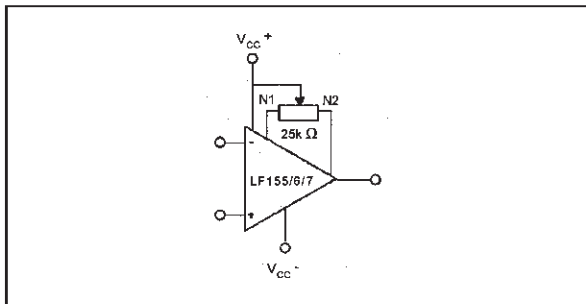 VCC +
N1 N2
25k Ω
-
LF155/6/7
+
VCC -